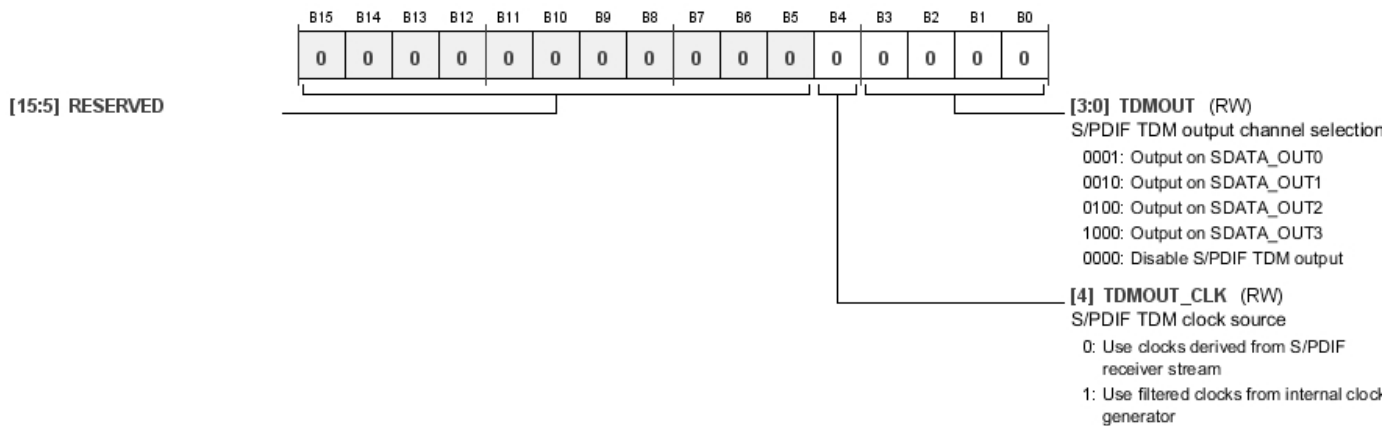 B15 B14 B13 B12 B11 B10 B9 B8 B7 B6 B5 B4 B3 B2 B1 B0
0 0 0 0 0 0 0 0 0 0 0 0 0 0 0 0
[15:5] RESERVED
[3:0] TDMOUT (RW)
S/PDIF TDM output channel selection
0001: Output on SDATA_OUT0
0010: Output on SDATA_OUT1
0100: Output on SDATA_OUT2
1000: Output on SDATA_OUT3
0000: Disable S/PDIF TDM output
[4] TDMOUT_CLK (RW)
S/PDIF TDM clock source
0: Use clocks derived from S/PDIF
receiver stream
1: Use filtered clocks from internal clock
generator